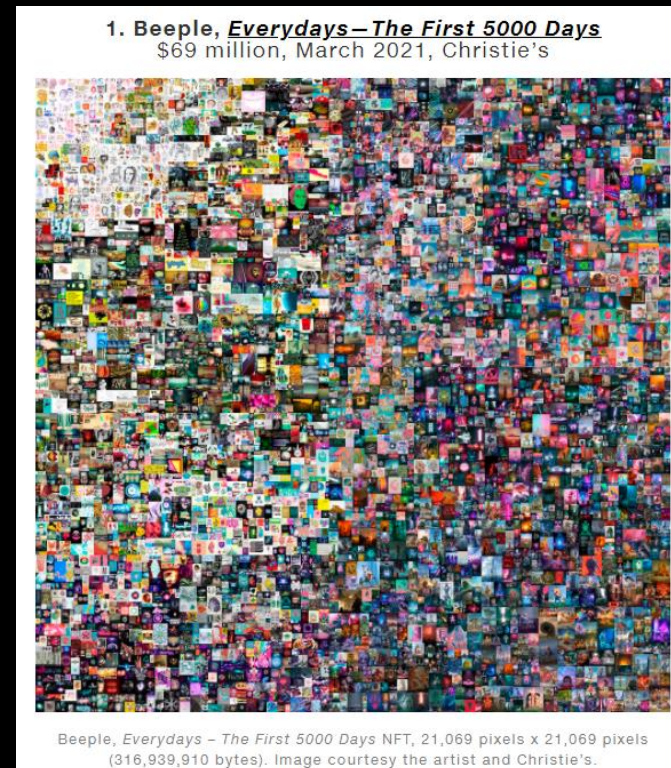 1. Beeple, Everydays—The First 5000 Days
$69 million, March 2021, Christie's
Beeple, Everydays – The First 5000 Days NFT, 21,069 pixels x 21,069 pixels
(316,939,910 bytes). Image courtesy the artist and Christie's.